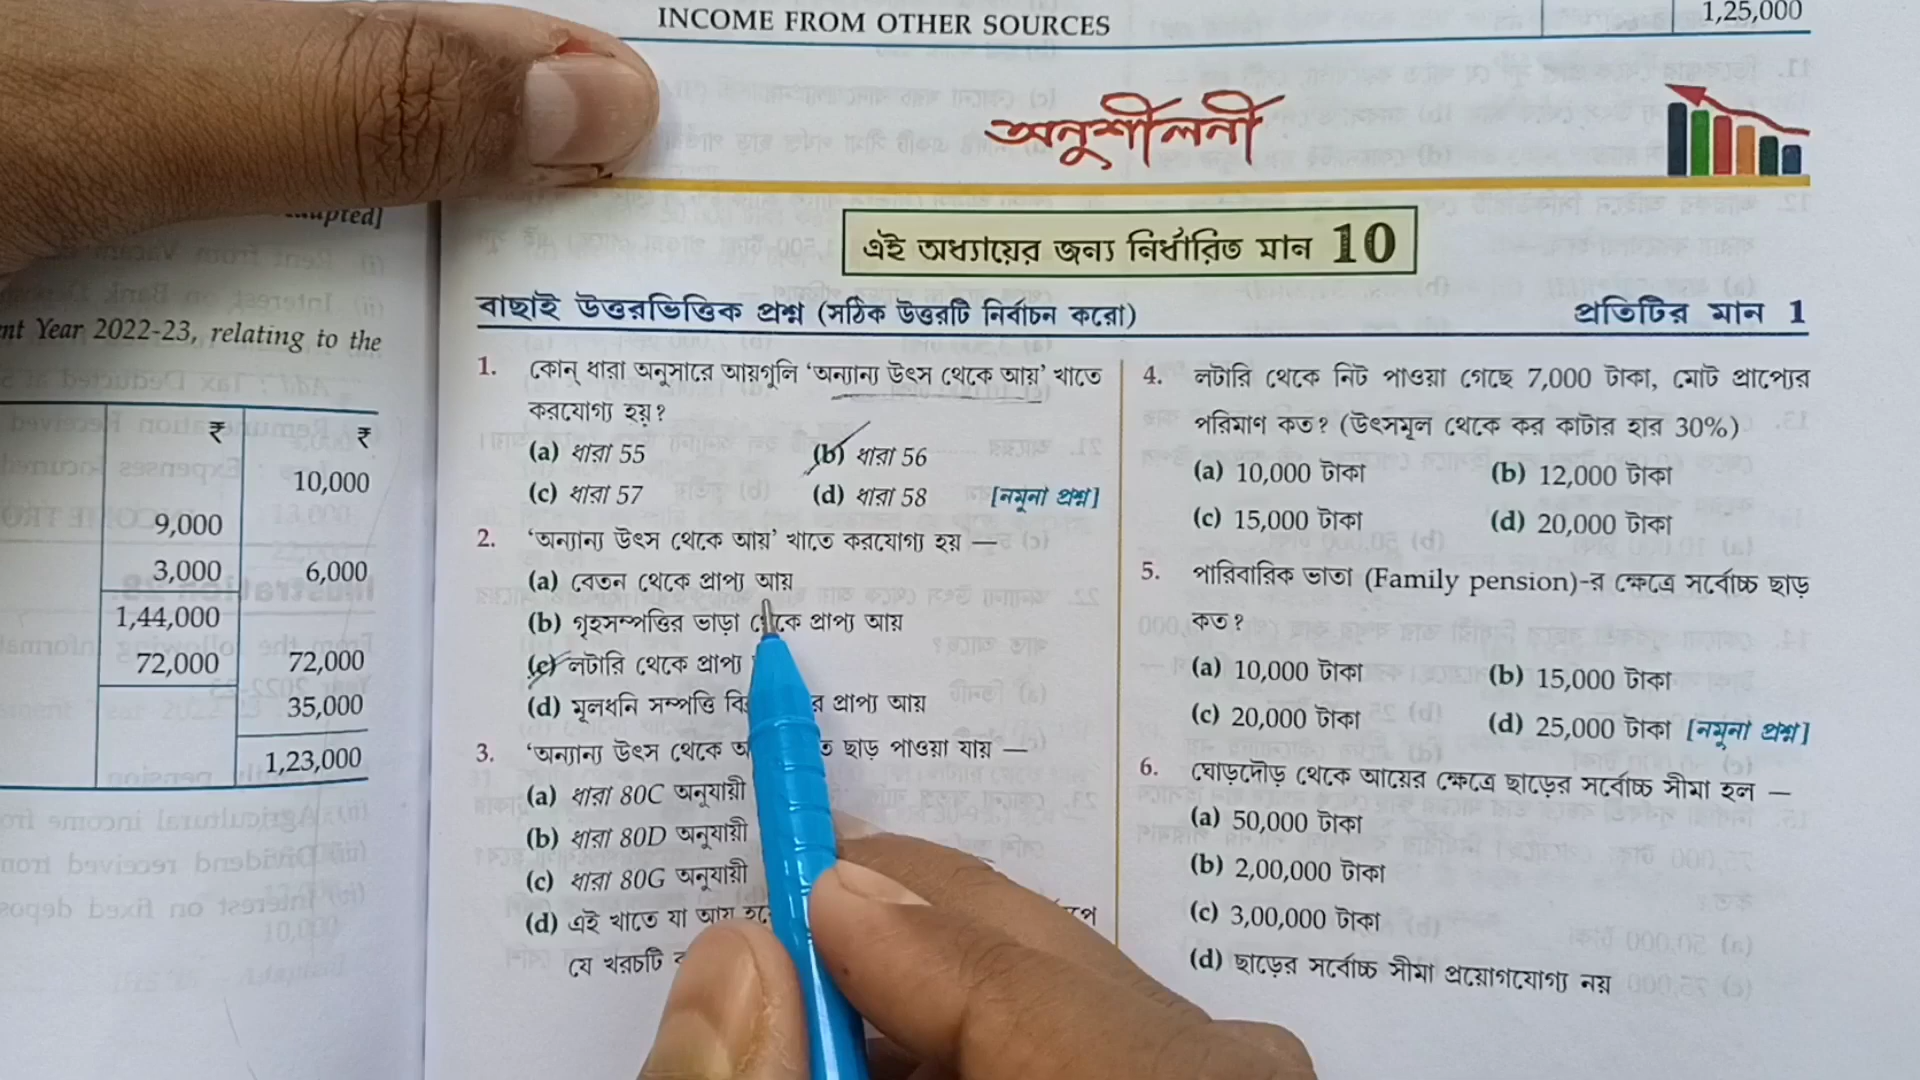 INCOME FROM OTHER SOURCES 1,25,000
অনুশীলনী
এই অধ্যায়ের জন্য নির্ধারিত মান 10
বাছাই উত্তরভিত্তিক প্রশ্ন (সঠিক উত্তরটি নির্বাচন করো) প্রতিটির মান 1
nt Year 2022-23, relating to the
₹ ₹
10,000
9,000
3,000 6,000
1,44,000
72,000 72,000
35,000
1,23,000
1. কোন্ ধারা অনুসারে আয়গুলি ‘অন্যান্য উৎস থেকে আয়’ খাতে
করযোগ্য হয়?
(a) ধারা 55 (b) ধারা 56
(c) ধারা 57 (d) ধারা 58 [নমুনা প্রশ্ন]
2. ‘অন্যান্য উৎস থেকে আয়’ খাতে করযোগ্য হয় —
(a) বেতন থেকে প্রাপ্য আয়
(b) গৃহসম্পত্তির ভাড়া থেকে প্রাপ্য আয়
(c) লটারি থেকে প্রাপ্য
(d) মূলধনি সম্পত্তি প্রাপ্য আয়
3. ‘অন্যান্য উৎস থেকে ছাড় পাওয়া যায় —
(a) ধারা 80C অনুযায়ী
(b) ধারা 80D অনুযায়ী
(c) ধারা 80G অনুযায়ী
(d) এই খাতে যা আয়
যে খরচটি
4. লটারি থেকে নিট পাওয়া গেছে 7,000 টাকা, মোট প্রাপ্যের
পরিমাণ কত? (উৎসমূল থেকে কর কাটার হার 30%)
(a) 10,000 টাকা (b) 12,000 টাকা
(c) 15,000 টাকা (d) 20,000 টাকা
5. পারিবারিক ভাতা (Family pension)-র ক্ষেত্রে সর্বোচ্চ ছাড়
কত?
(a) 10,000 টাকা (b) 15,000 টাকা
(c) 20,000 টাকা (d) 25,000 টাকা [নমুনা প্রশ্ন]
6. ঘোড়দৌড় থেকে আয়ের ক্ষেত্রে ছাড়ের সর্বোচ্চ সীমা হল —
(a) 50,000 টাকা
(b) 2,00,000 টাকা
(c) 3,00,000 টাকা
(d) ছাড়ের সর্বোচ্চ সীমা প্রয়োগযোগ্য নয়